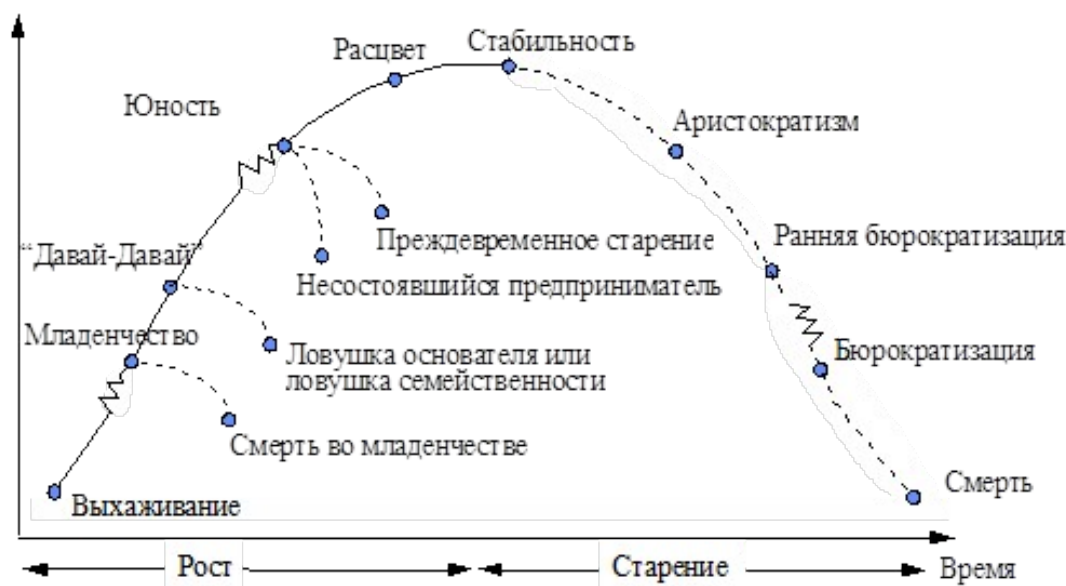 Стабильность
Расцвет
Юность
Аристократизм
Преждевременное старение
Ранняя бюрократизация
“Давай-Давай”
Несостоявшийся предприниматель
Младенчество
Ловушка основателя или
ловушка семейственности
Бюрократизация
Смерть во младенчестве
Смерть
Выхаживание
Рост
Старение
Время